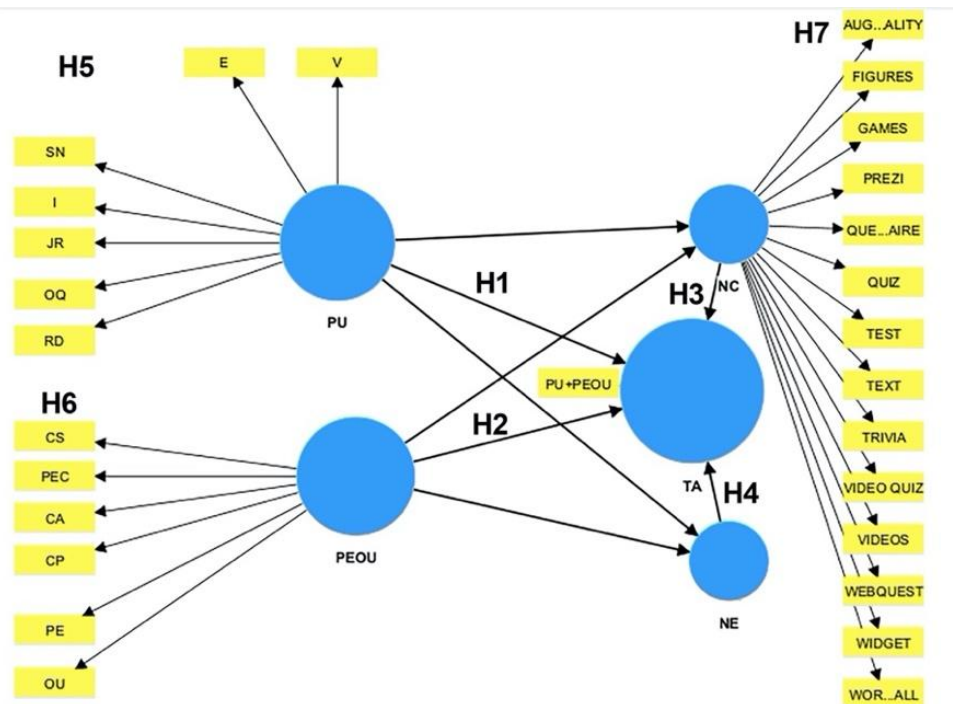 H5
E
V
SN
I
JR
OQ
RD
PU
H6
CS
PEC
CA
CP
PE
OU
PEOU
H1
H2
H3
NC
PU+PEOU
TA
H4
NE
H7
AUG...ALITY
FIGURES
GAMES
PREZI
QUE...AIRE
QUIZ
TEST
TEXT
TRIVIA
VIDEO QUIZ
VIDEOS
WEBQUEST
WIDGET
WOR...ALL